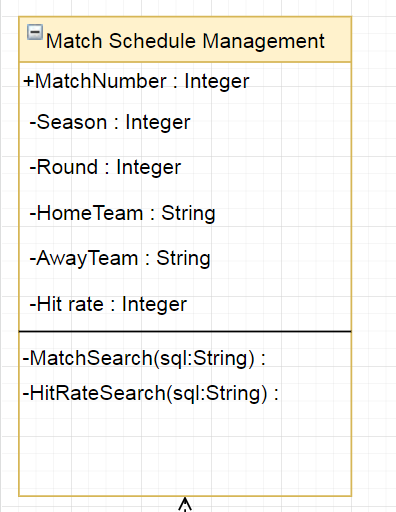 Match Schedule Management
+MatchNumber : Integer
-Season : Integer
-Round : Integer
-HomeTeam : String
-AwayTeam : String
-Hit rate : Integer
-MatchSearch(sql:String) :
-HitRateSearch(sql:String) :